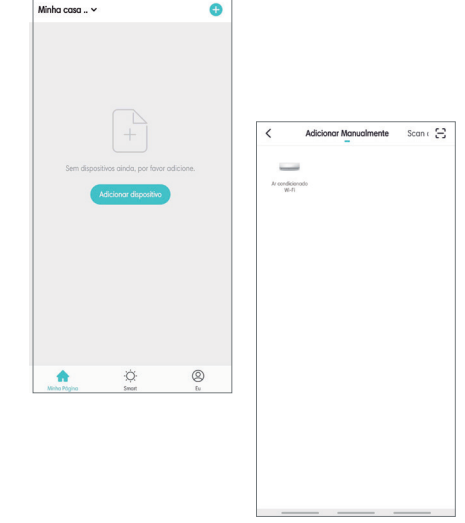 Minha casa ..
Sem dispositivos ainda, por favor adicione.
Adicionar dispositivo
Minha Página
Smart
Eu
Adicionar Manualmente
Scan
Ar condicionado
Wi-Fi